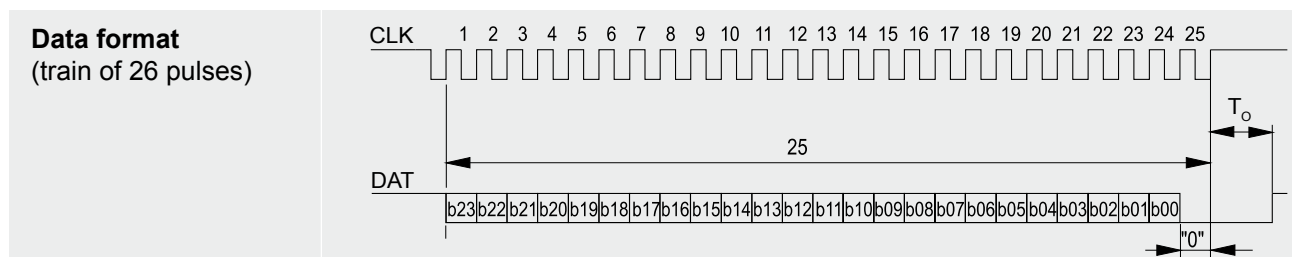 Data format
(train of 26 pulses)
CLK 1 2 3 4 5 6 7 8 9 10 11 12 13 14 15 16 17 18 19 20 21 22 23 24 25
To
25
DAT
b23 b22 b21 b20 b19 b18 b17 b16 b15 b14 b13 b12 b11 b10 b09 b08 b07 b06 b05 b04 b03 b02 b01 b00
"0"